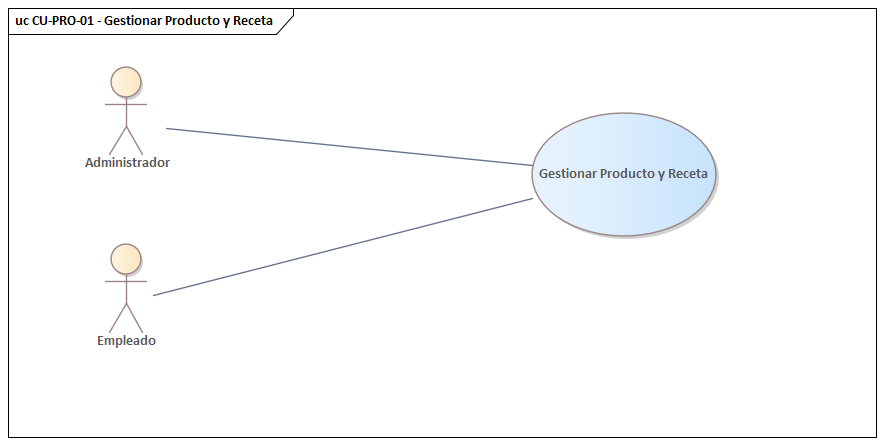 uc CU-PRO-01 - Gestionar Producto y Receta
Administrador
Gestionar Producto y Receta
Empleado